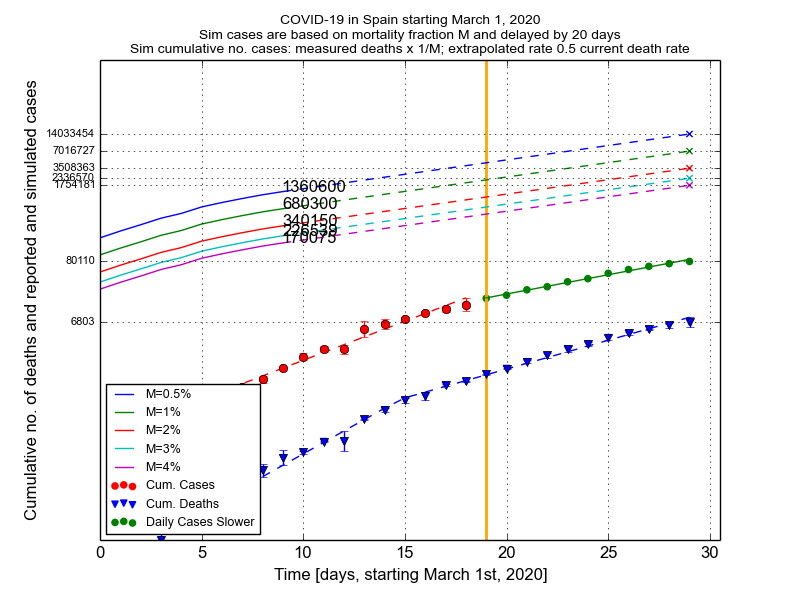 COVID-19 in Spain starting March 1, 2020
Sim cases are based on mortality fraction M and delayed by 20 days
Sim cumulative no. cases: measured deaths x 1/M; extrapolated rate 0.5 current death rate
Cumulative no. of deaths and reported and simulated cases
14033454
7016727
3508363
2336570
1754181
80110
6803
1360600
680300
340150
170075
M=0.5%
M=1%
M=2%
M=3%
M=4%
Cum. Cases
Cum. Deaths
Daily Cases Slower
0 5 10 15 20 25 30
Time [days, starting March 1st, 2020]